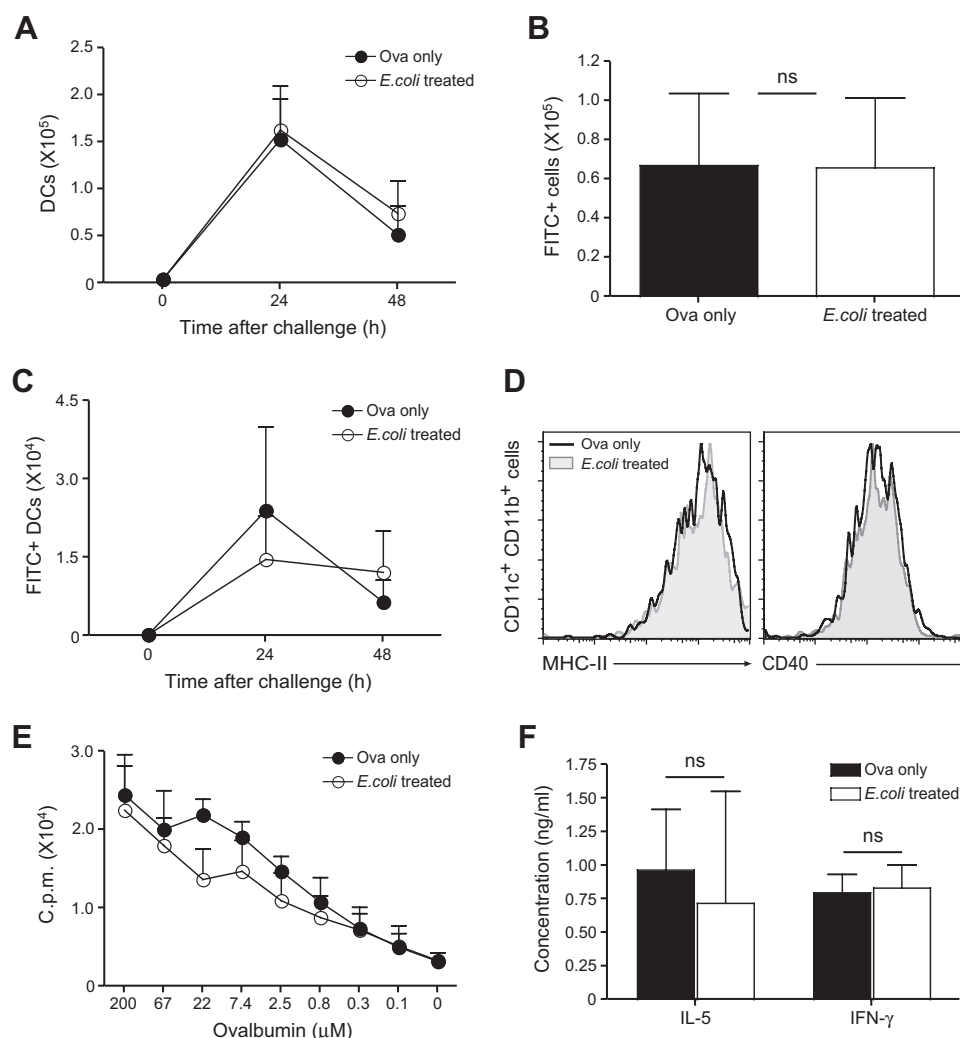 A
2.5
2.0
1.5
1.0
0.5
0
DCs (X10⁵)
Ova only
E.coli treated
0 24 48
Time after challenge (h)
B
1.2
1.0
0.8
0.6
0.4
0.2
0
FITC+ cells (X10⁵)
ns
Ova only E.coli treated
C
4.5
3.0
1.5
0
FITC+ DCs (X10⁴)
Ova only
E.coli treated
0 24 48
Time after challenge (h)
D
CD11c⁺ CD11b⁺ cells
Ova only
E.coli treated
MHC-II
CD40
E
3.0
2.0
1.0
0
C.p.m. (X10⁴)
Ova only
E.coli treated
200 67 22 7.4 2.5 0.8 0.3 0.1 0
Ovalbumin (μM)
F
1.75
1.50
1.25
1.00
0.75
0.50
0.25
0
Concentration (ng/ml)
Ova only
E.coli treated
ns
ns
IL-5 IFN-γ